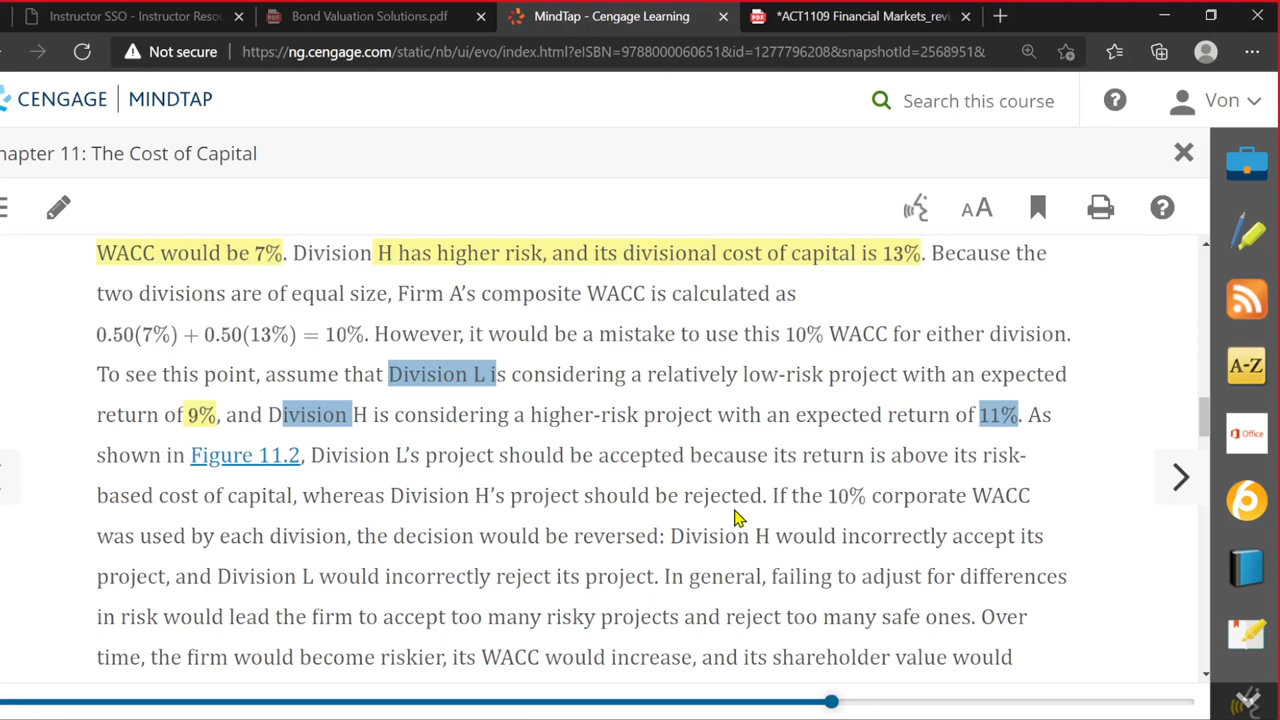 Instructor SSO - Instructor Resou
Bond Valuation Solutions.pdf
MindTap - Cengage Learning
*ACT1109 Financial Markets_revi
Not secure
https://ng.cengage.com/static/nb/ui/evo/index.html?eISBN=9788000060651&id=1277796208&snapshotId=2568951&
CENGAGE | MINDTAP
Search this course
Von
hapter 11: The Cost of Capital
AA
WACC would be 7%. Division H has higher risk, and its divisional cost of capital is 13%. Because the
two divisions are of equal size, Firm A’s composite WACC is calculated as
0.50(7%) + 0.50(13%) = 10%. However, it would be a mistake to use this 10% WACC for either division.
To see this point, assume that Division L is considering a relatively low-risk project with an expected
return of 9%, and Division H is considering a higher-risk project with an expected return of 11%. As
shown in Figure 11.2, Division L’s project should be accepted because its return is above its risk-
based cost of capital, whereas Division H’s project should be rejected. If the 10% corporate WACC
was used by each division, the decision would be reversed: Division H would incorrectly accept its
project, and Division L would incorrectly reject its project. In general, failing to adjust for differences
in risk would lead the firm to accept too many risky projects and reject too many safe ones. Over
time, the firm would become riskier, its WACC would increase, and its shareholder value would
A-Z
Office